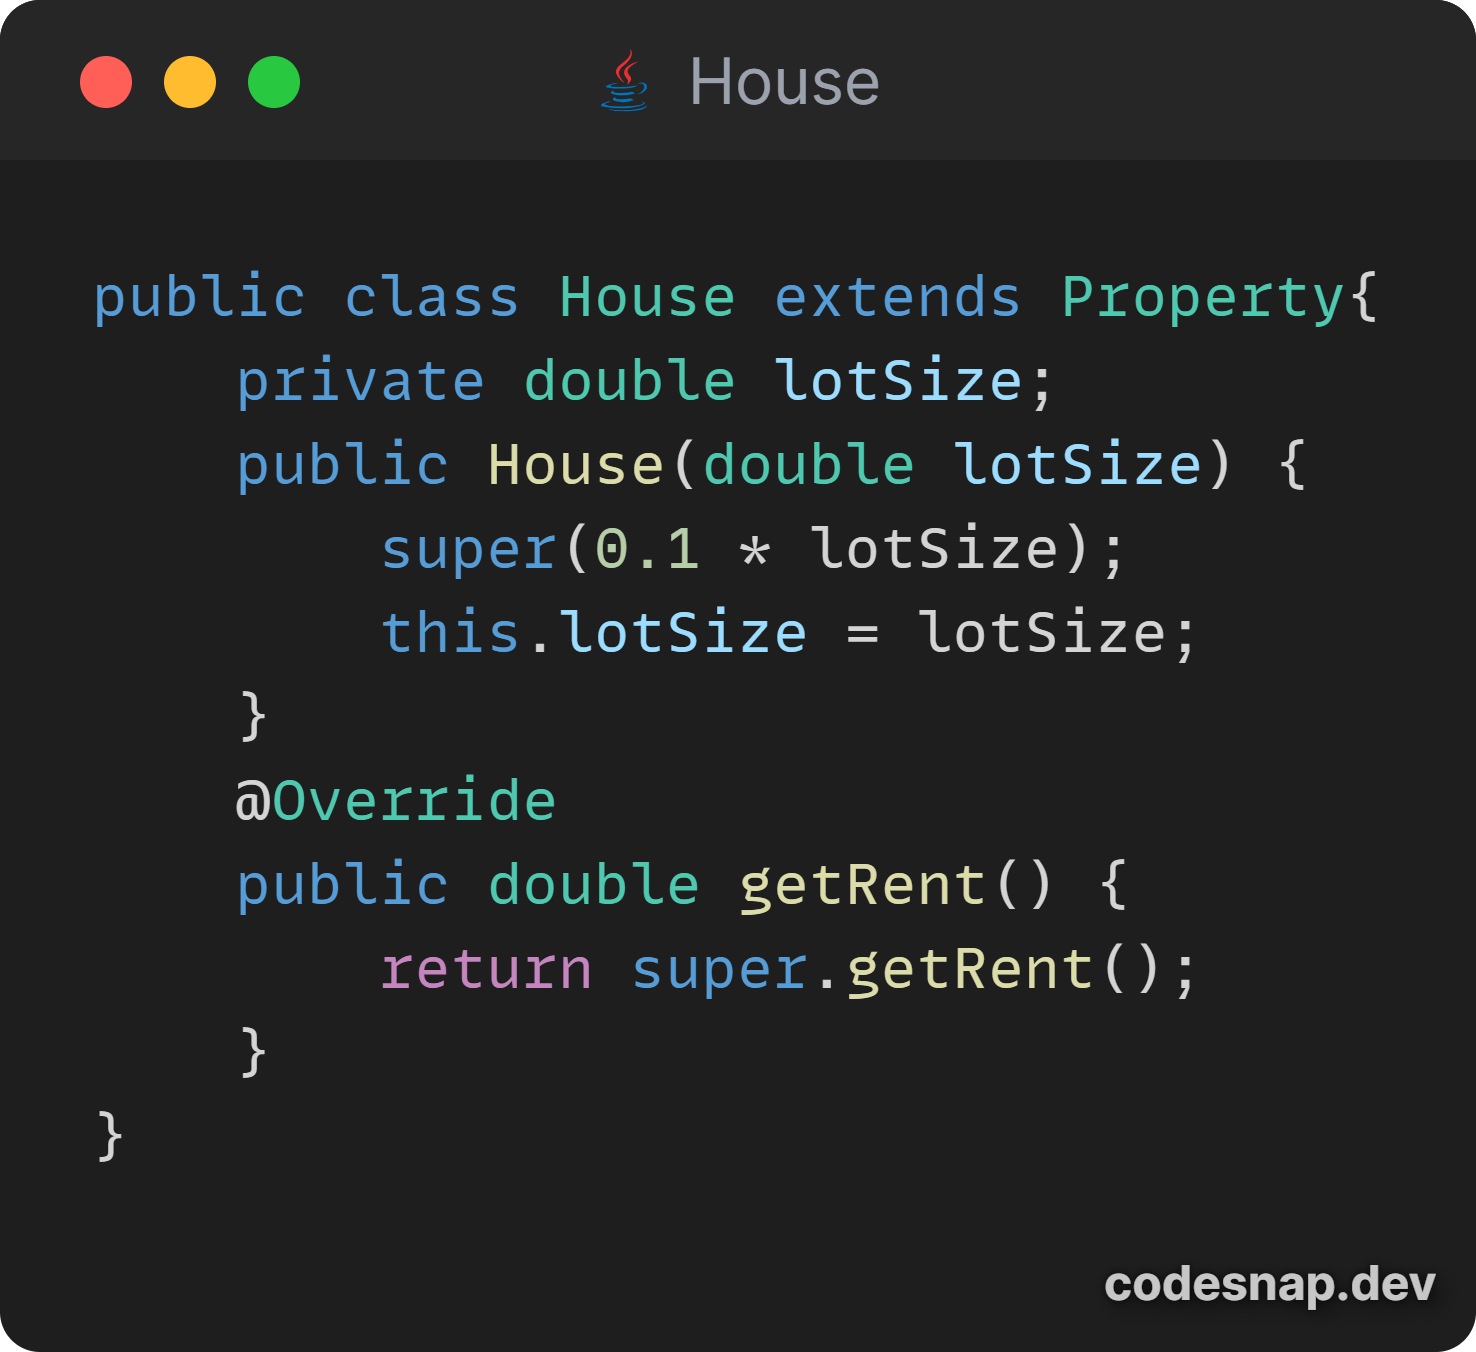 House
public class House extends Property{
    private double lotSize;
    public House(double lotSize) {
        super(0.1 * lotSize);
        this.lotSize = lotSize;
    }
    @Override
    public double getRent() {
        return super.getRent();
    }
}
codesnap.dev